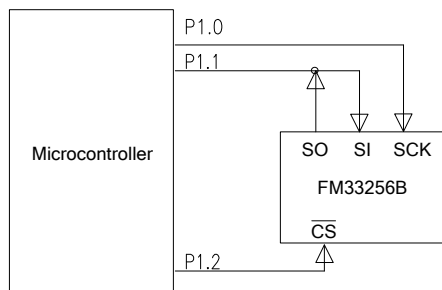 P1.0
P1.1
Microcontroller
SO SI SCK
FM33256B
CS
P1.2